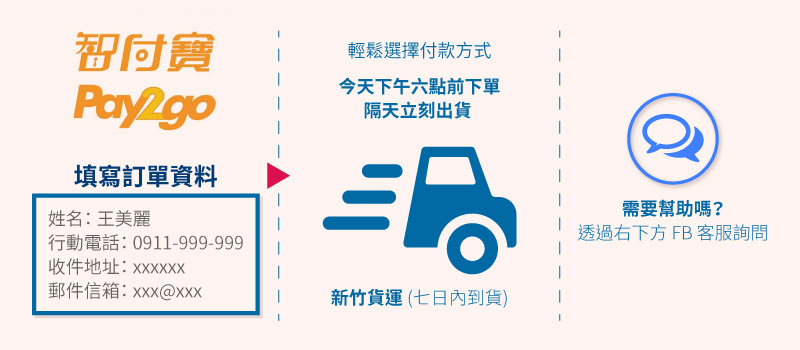 智付寶
Pay2go
填寫訂單資料
姓名：王美麗
行動電話：0911-999-999
收件地址：xxxxxx
郵件信箱：xxx@xxx
輕鬆選擇付款方式
今天下午六點前下單
隔天立刻出貨
新竹貨運 (七日內到貨)
需要幫助嗎？
透過右下方 FB 客服詢問